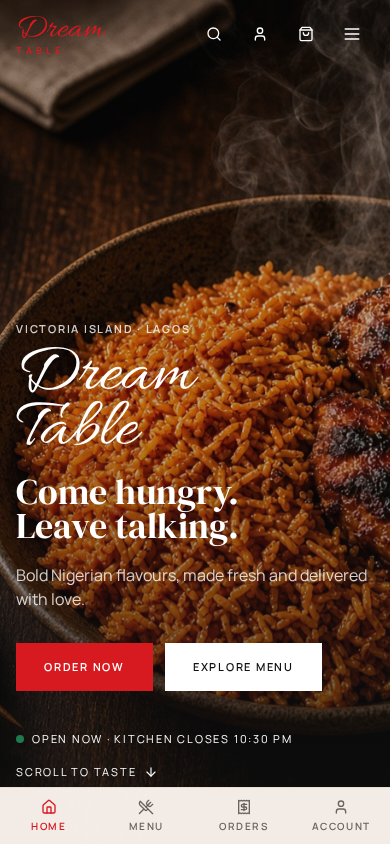 Dream
TABLE
VICTORIA ISLAND · LAGOS
Dream
Table
Come hungry.
Leave talking.
Bold Nigerian flavours, made fresh and delivered
with love.
ORDER NOW
EXPLORE MENU
OPEN NOW · KITCHEN CLOSES 10:30 PM
SCROLL TO TASTE
HOME
MENU
ORDERS
ACCOUNT